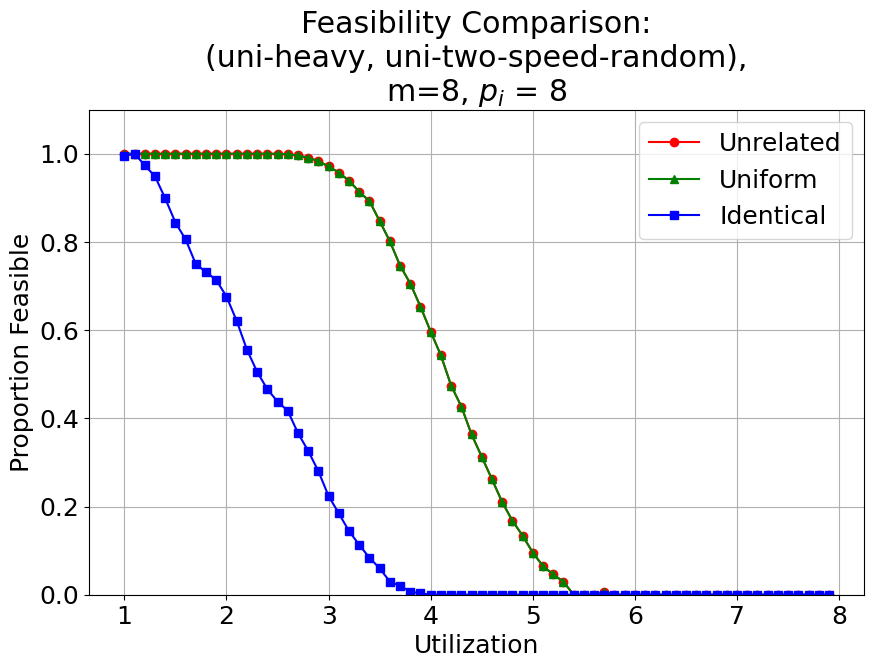 Feasibility Comparison:
(uni-heavy, uni-two-speed-random),
m=8, $p_i$ = 8
Unrelated
Uniform
Identical
Proportion Feasible
1.0
0.8
0.6
0.4
0.2
0.0
1 2 3 4 5 6 7 8
Utilization